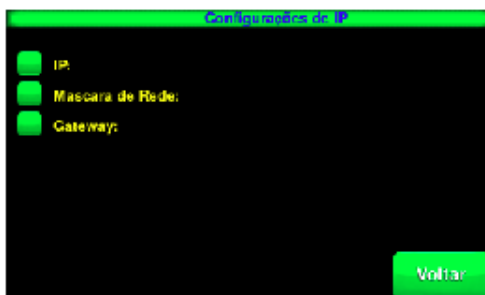 Configurações de IP
IP:
Mascara de Rede:
Gateway:
Voltar